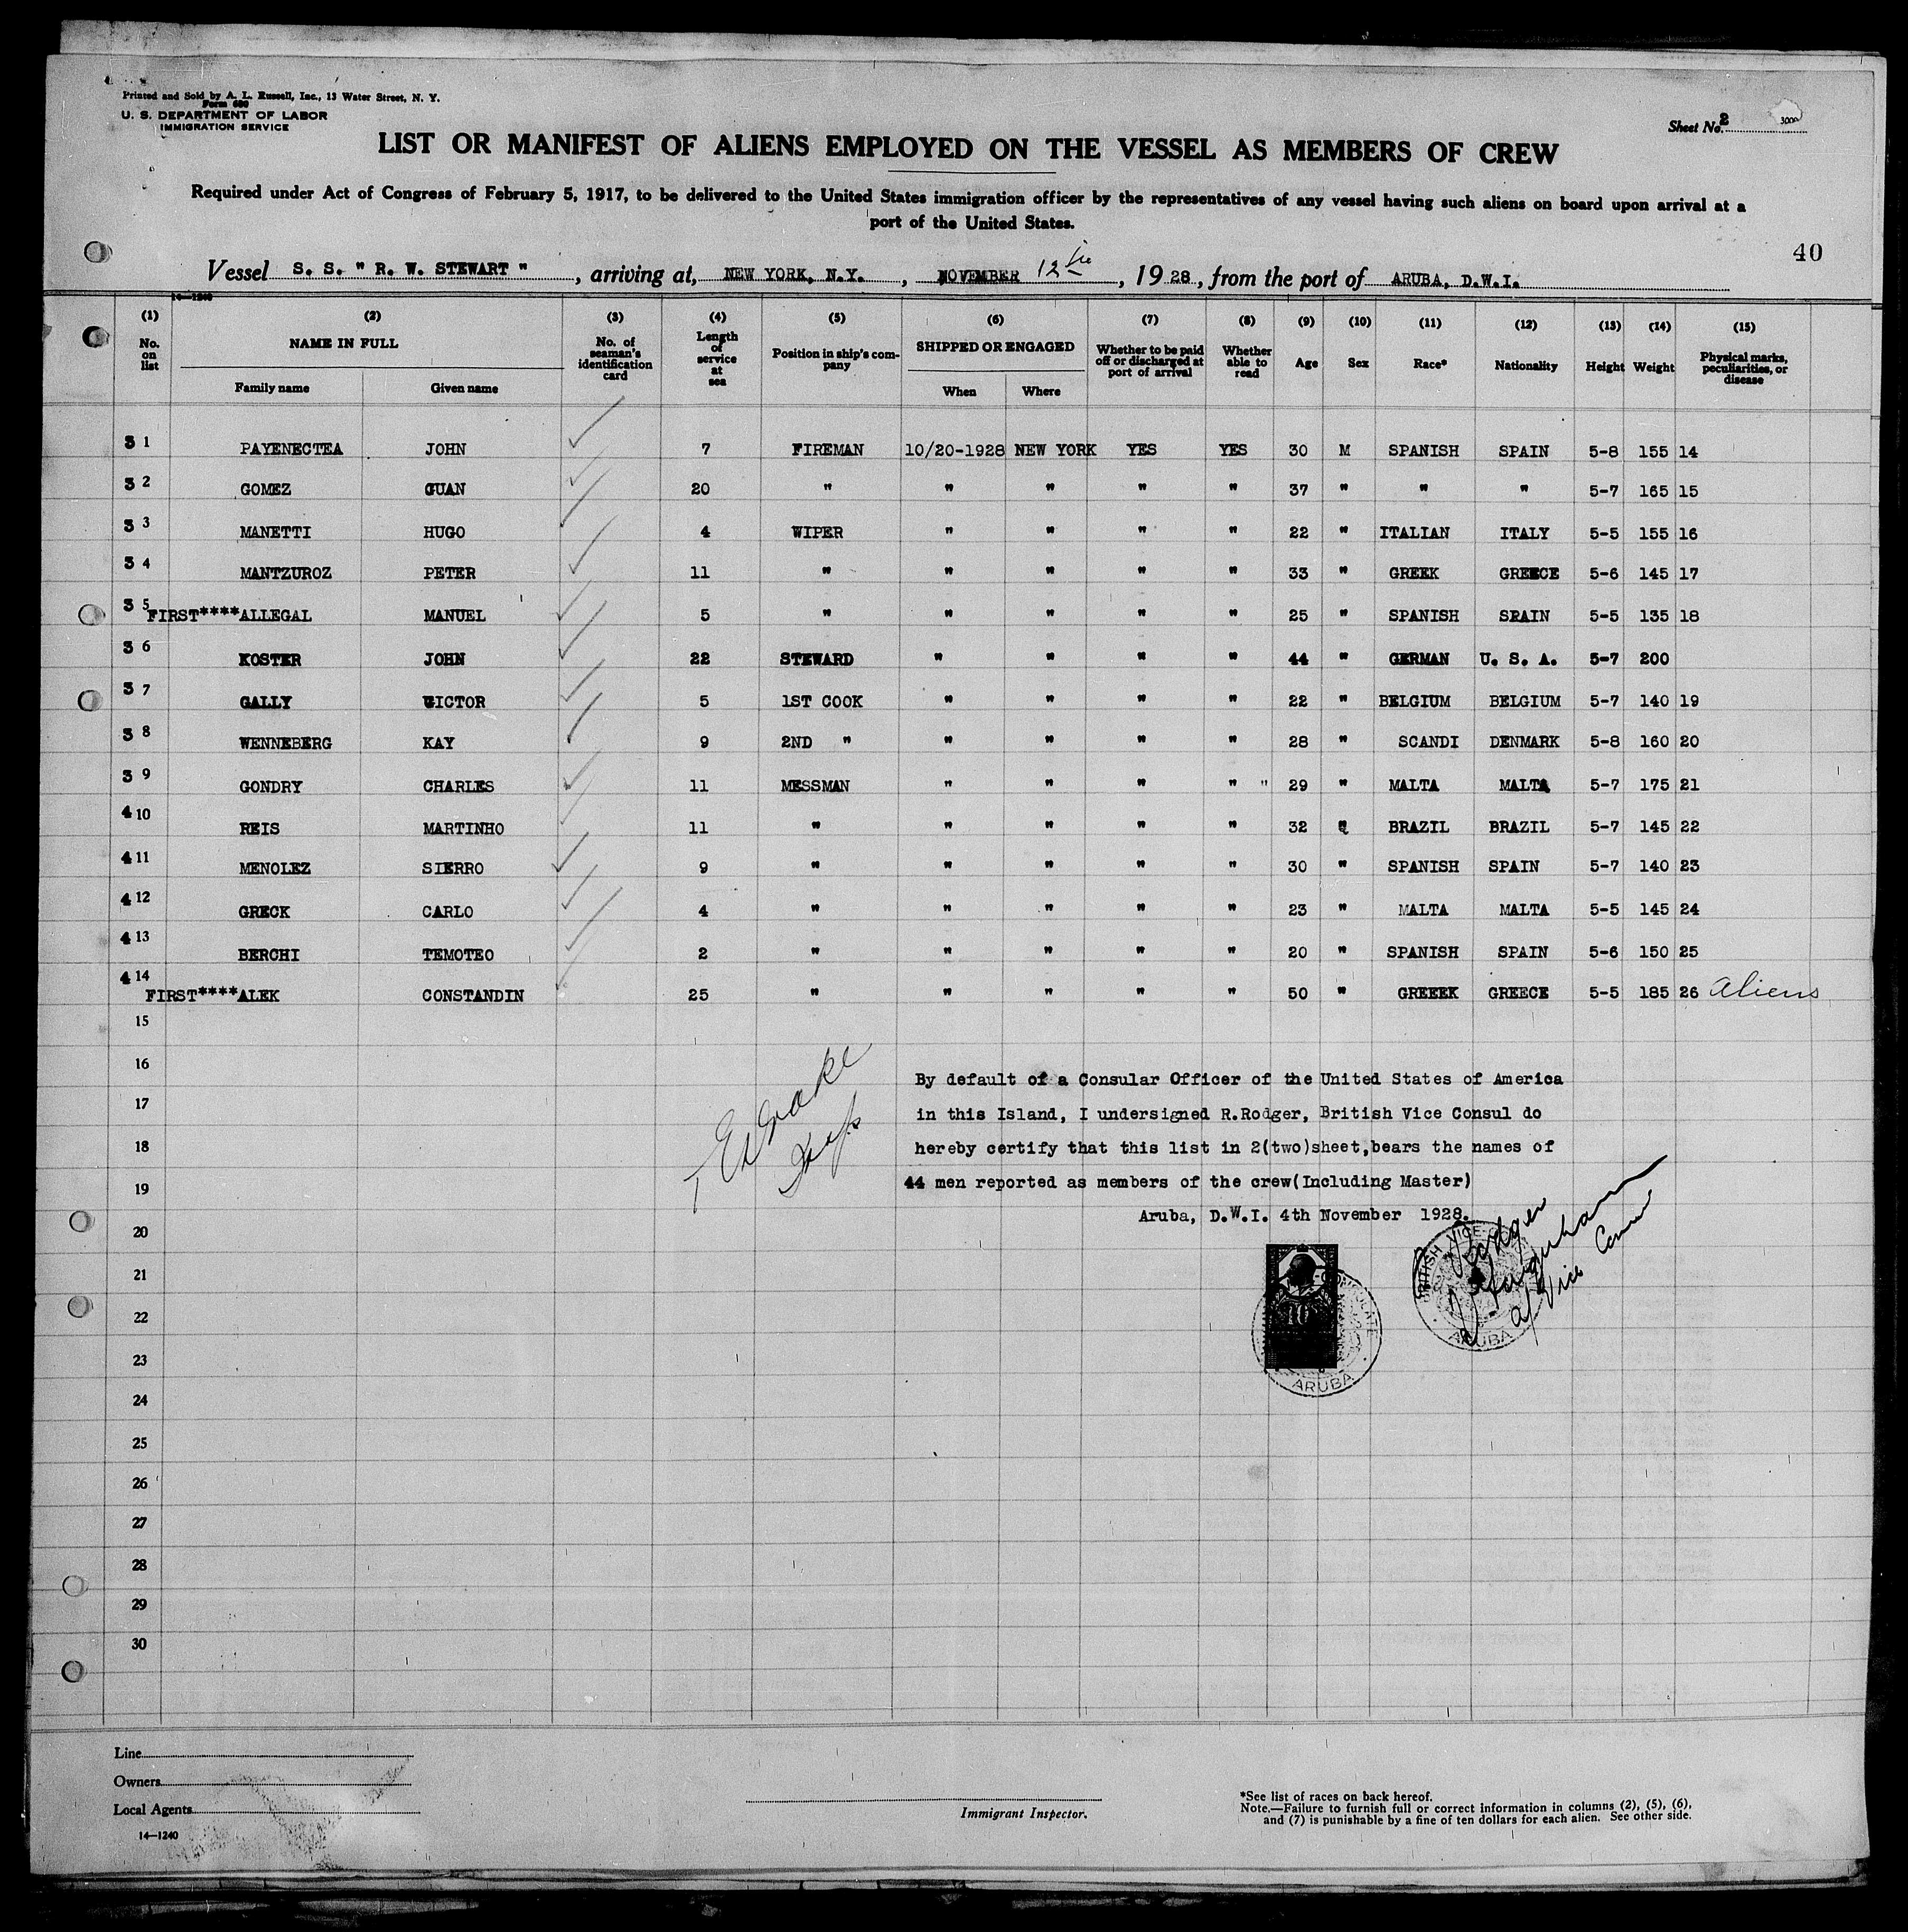 Printed and Sold by A. L. Russell, Inc., 13 Water Street, N. Y.
Form 680
U. S. DEPARTMENT OF LABOR
IMMIGRATION SERVICE
Sheet No. 2
3000
LIST OR MANIFEST OF ALIENS EMPLOYED ON THE VESSEL AS MEMBERS OF CREW
Required under Act of Congress of February 5, 1917, to be delivered to the United States immigration officer by the representatives of any vessel having such aliens on board upon arrival at a
port of the United States.
40
Vessel S. S. " R. W. STEWART ", arriving at, NEW YORK, N.Y., NOVEMBER 12, 1928, from the port of ARUBA, D.W.I.
14-1240
(1) (2) (3) (4) (5) (6) (7) (8) (9) (10) (11) (12) (13) (14) (15)
No. on list NAME IN FULL Family name Given name No. of seaman's identification card Length of service at sea Position in ship's company SHIPPED OR ENGAGED When Where Whether to be paid off or discharged at port of arrival Whether able to read Age Sex Race* Nationality Height Weight Physical marks, peculiarities, or disease
3 1 PAYENECTEA JOHN 7 FIREMAN 10/20-1928 NEW YORK YES YES 30 M SPANISH SPAIN 5-8 155 14
3 2 GOMEZ GUAN 20 " " " " " 37 " " " 5-7 165 15
3 3 MANETTI HUGO 4 WIPER " " " " 22 " ITALIAN ITALY 5-5 155 16
3 4 MANTZUROZ PETER 11 " " " " " 33 " GREEK GREECE 5-6 145 17
3 5 FIRST****ALLEGAL MANUEL 5 " " " " " 25 " SPANISH SPAIN 5-5 135 18
3 6 KOSTER JOHN 22 STEWARD " " " " 44 " GERMAN U. S. A. 5-7 200
3 7 GALLY VICTOR 5 1ST COOK " " " " 22 " BELGIUM BELGIUM 5-7 140 19
3 8 WENNEBERG KAY 9 2ND " " " " " 28 " SCANDI DENMARK 5-8 160 20
3 9 GONDRY CHARLES 11 MESSMAN " " " " " 29 " MALTA MALTA 5-7 175 21
4 10 REIS MARTINHO 11 " " " " " 32 " BRAZIL BRAZIL 5-7 145 22
4 11 MENOLEZ SIERRO 9 " " " " " 30 " SPANISH SPAIN 5-7 140 23
4 12 GRECK CARLO 4 " " " " " 23 " MALTA MALTA 5-5 145 24
4 13 BERCHI TEMOTEO 2 " " " " " 20 " SPANISH SPAIN 5-6 150 25
4 14 FIRST****ALEK CONSTANDIN 25 " " " " " 50 " GREEEK GREECE 5-5 185 26 aliens
15
16
17
18
19
20
21
22
23
24
25
26
27
28
29
30
By default of a Consular Officer of the United States of America
in this Island, I undersigned R.Rodger, British Vice Consul do
hereby certify that this list in 2(two)sheet,bears the names of
44 men reported as members of the crew(Including Master)
Aruba, D.W.I. 4th November 1928.
Rodger
Vice
BRITISH VICE-
ARUBA
10
CONSULATE
ARUBA
Line
Owners
Local Agents
14—1240
Immigrant Inspector.
*See list of races on back hereof.
Note.—Failure to furnish full or correct information in columns (2), (5), (6),
and (7) is punishable by a fine of ten dollars for each alien. See other side.